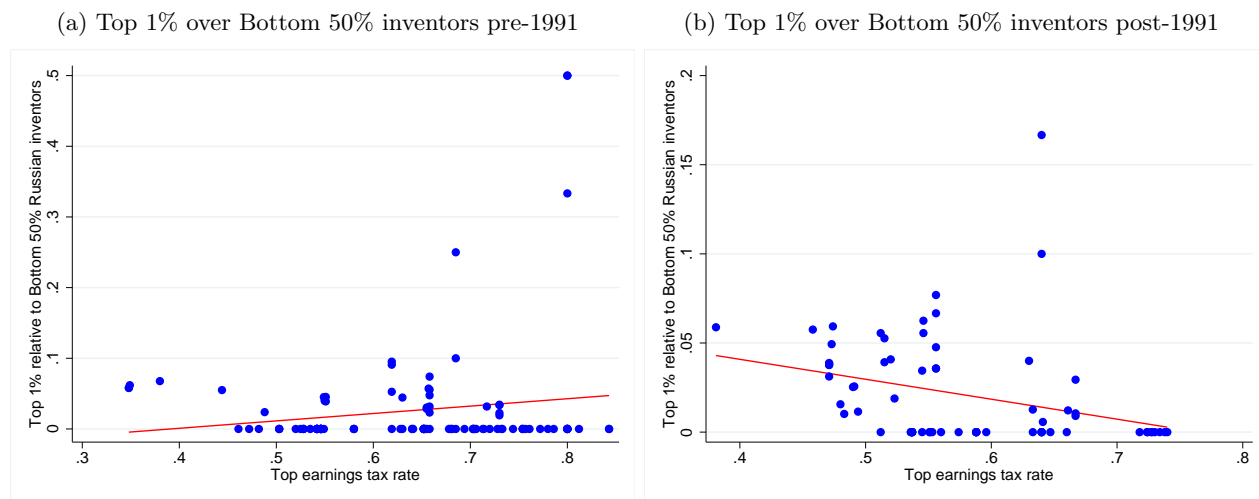 (a) Top 1% over Bottom 50% inventors pre-1991
Top 1% relative to Bottom 50% Russian inventors
.5
.4
.3
.2
.1
0
.3 .4 .5 .6 .7 .8
Top earnings tax rate
(b) Top 1% over Bottom 50% inventors post-1991
Top 1% relative to Bottom 50% Russian inventors
.2
.15
.1
.05
0
.4 .5 .6 .7 .8
Top earnings tax rate